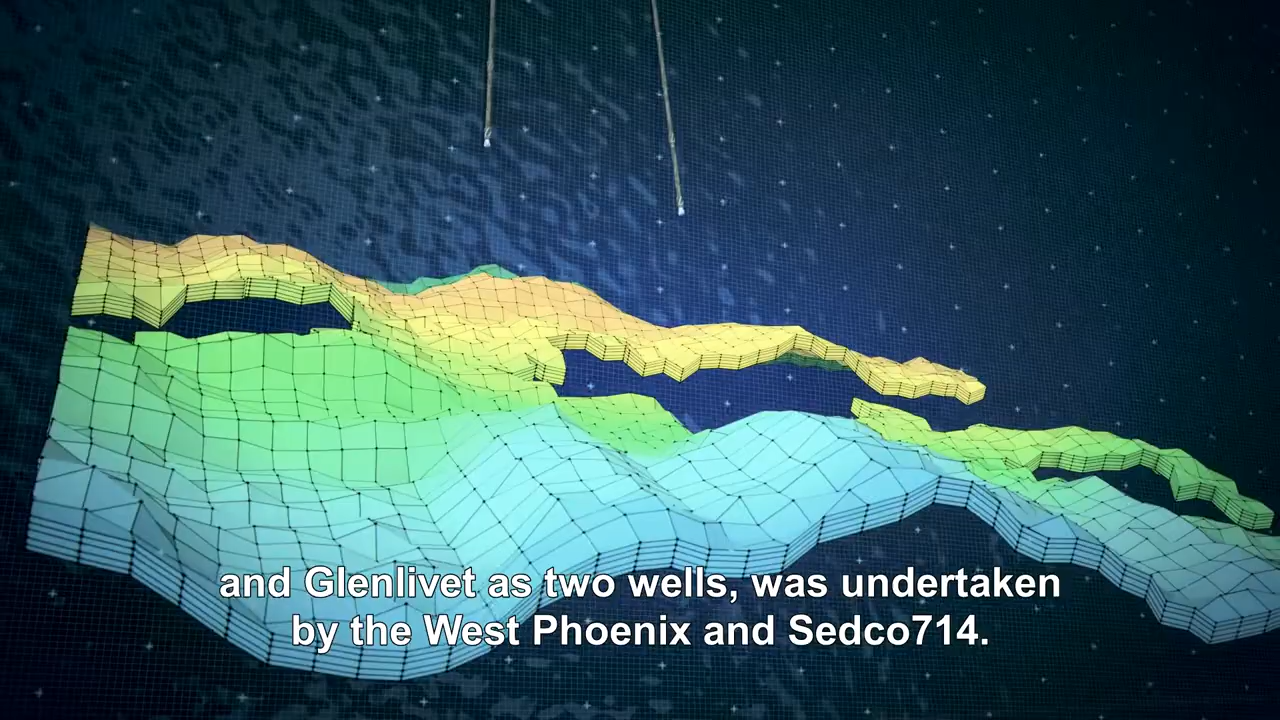 and Glenlivet as two wells, was undertaken
by the West Phoenix and Sedco714.